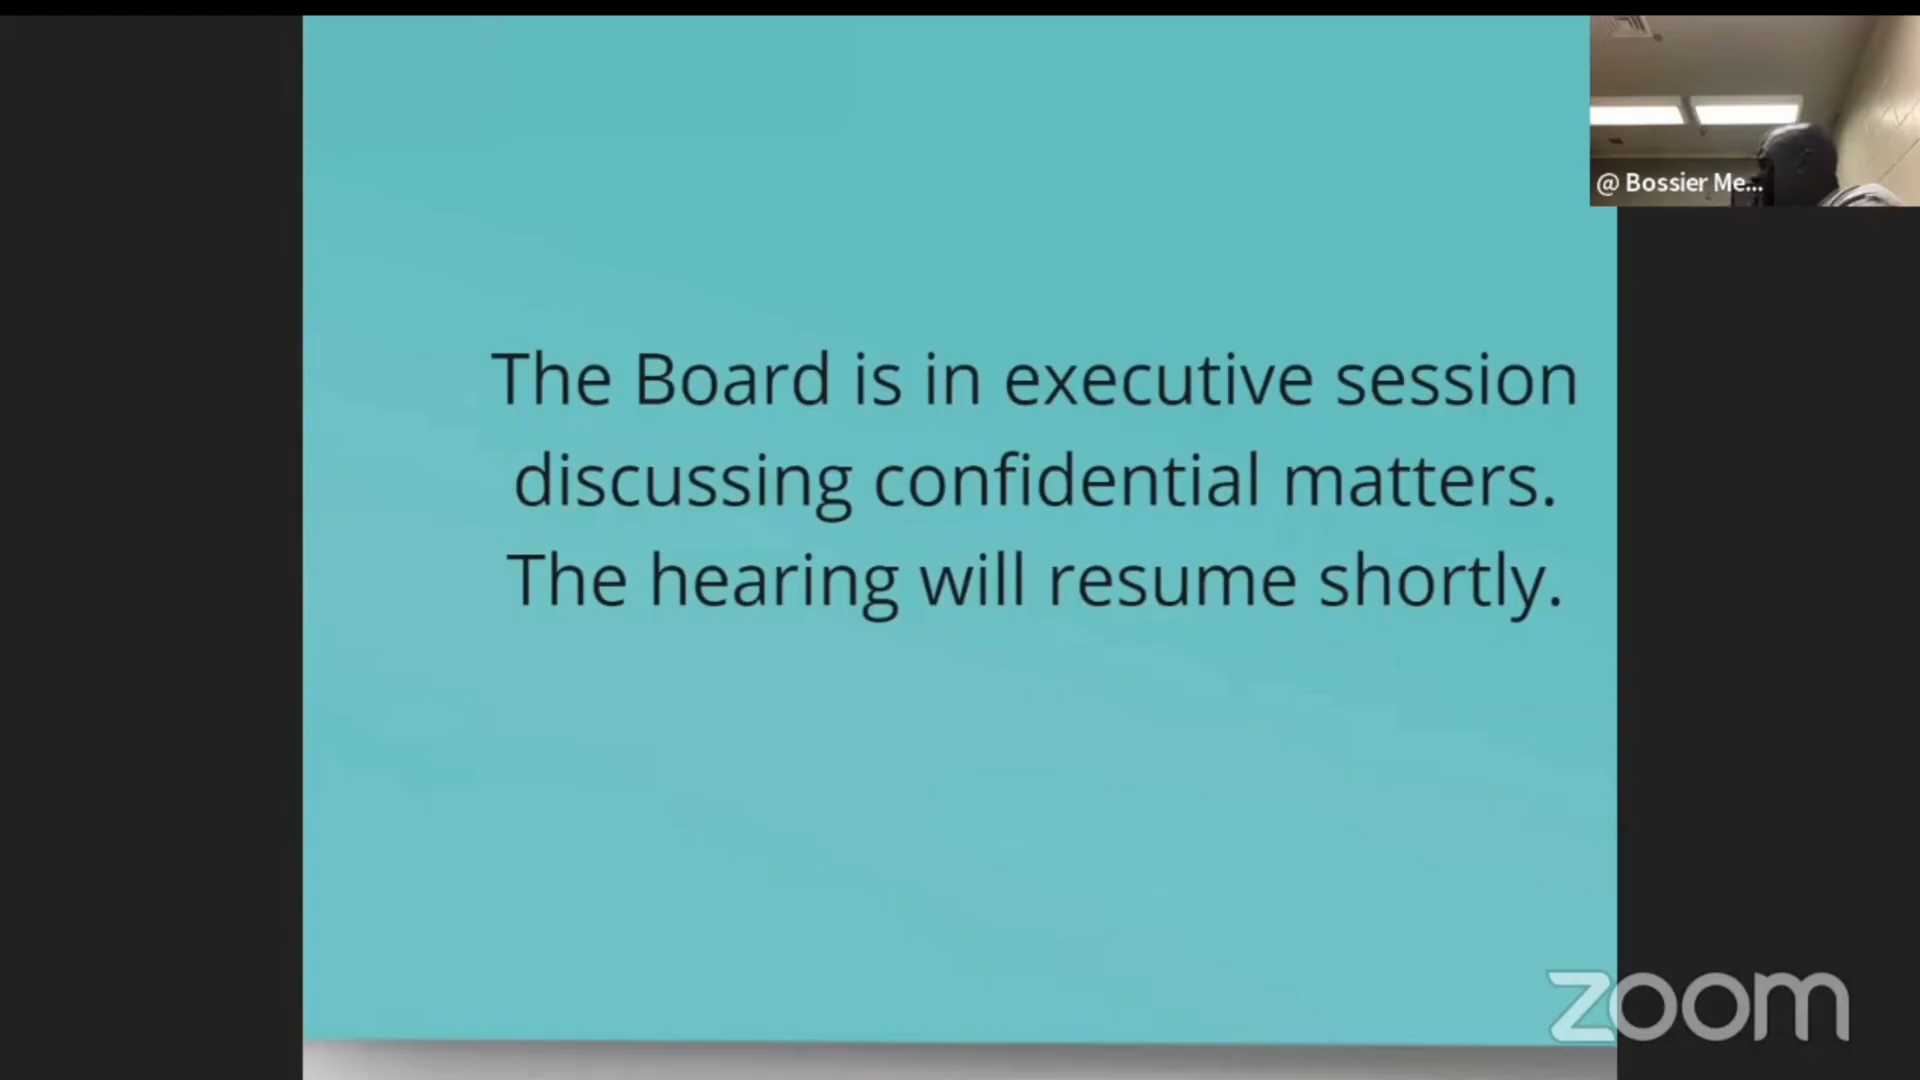 @ Bossier Me...
The Board is in executive session
discussing confidential matters.
The hearing will resume shortly.
zoom